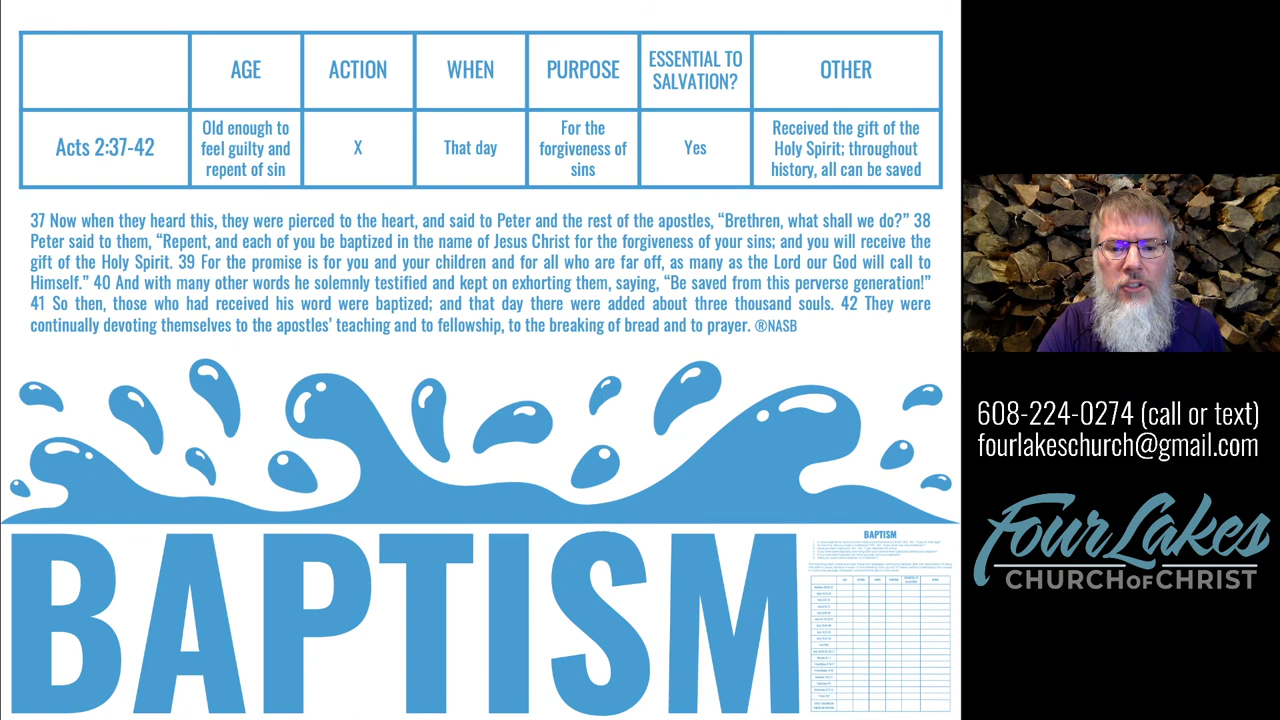 AGE
ACTION
WHEN
PURPOSE
ESSENTIAL TO
SALVATION?
OTHER
Acts 2:37-42
Old enough to
feel guilty and
repent of sin
X
That day
For the
forgiveness of
sins
Yes
Received the gift of the
Holy Spirit; throughout
history, all can be saved
37 Now when they heard this, they were pierced to the heart, and said to Peter and the rest of the apostles, “Brethren, what shall we do?” 38
Peter said to them, “Repent, and each of you be baptized in the name of Jesus Christ for the forgiveness of your sins; and you will receive the
gift of the Holy Spirit. 39 For the promise is for you and your children and for all who are far off, as many as the Lord our God will call to
Himself.” 40 And with many other words he solemnly testified and kept on exhorting them, saying, “Be saved from this perverse generation!”
41 So then, those who had received his word were baptized; and that day there were added about three thousand souls. 42 They were
continually devoting themselves to the apostles’ teaching and to fellowship, to the breaking of bread and to prayer. ®NASB
BAPTISM
BAPTISM
608-224-0274 (call or text)
fourlakeschurch@gmail.com
Four Lakes
CHURCH OF CHRIST